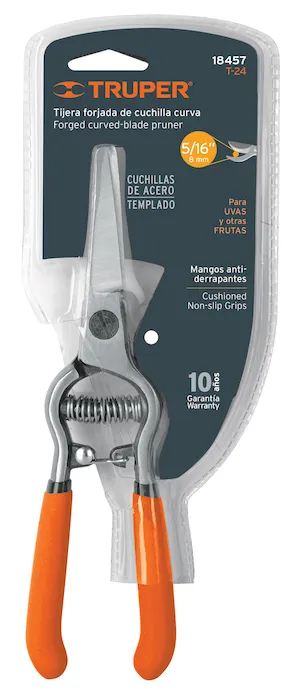 18457
T-24
TRUPER®
Tijera forjada de cuchilla curva
Forged curved-blade pruner
5/16"
8 mm
CUCHILLAS
DE ACERO
TEMPLADO
Para
UVAS
y otras
FRUTAS
Mangos anti-
derrapantes
Cushioned
Non-slip Grips
10 años
Garantía
Warranty